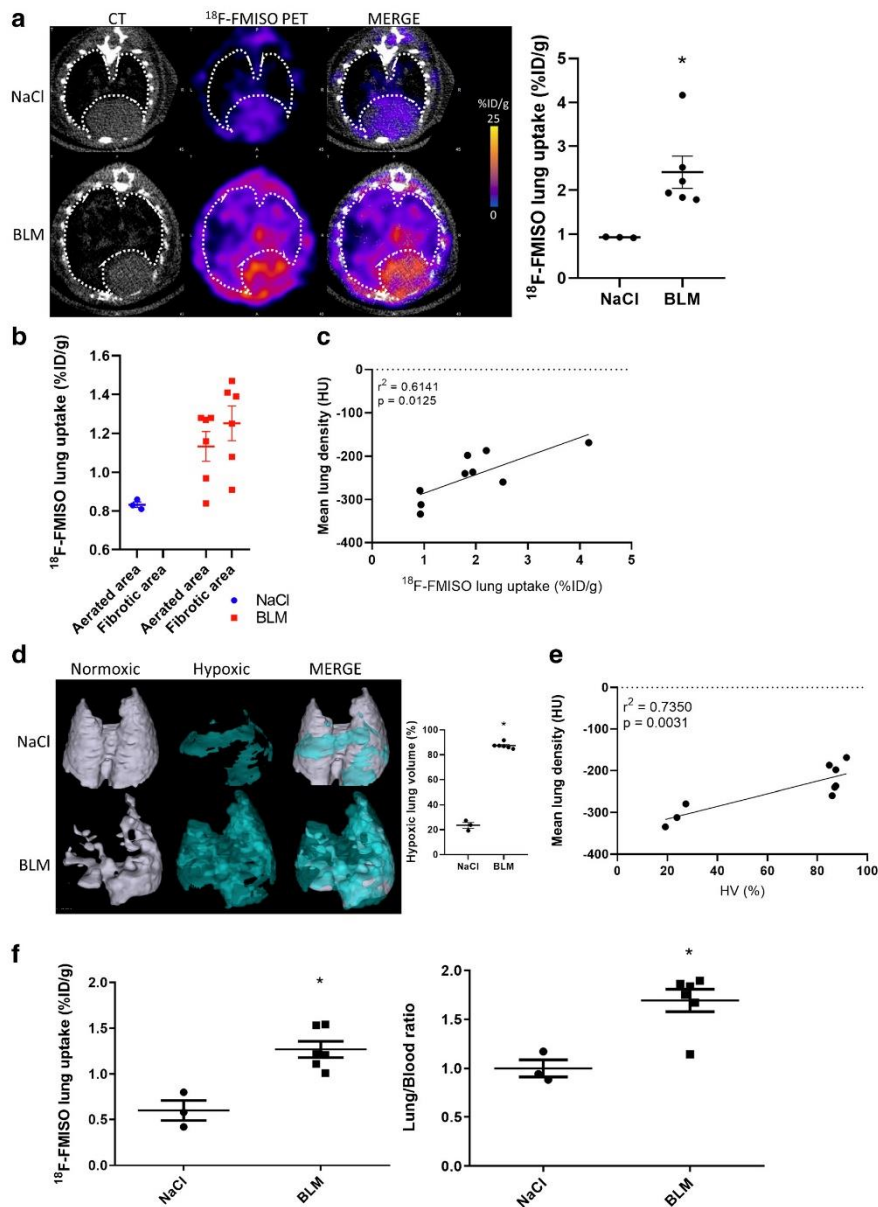 a
CT
¹⁸F-FMISO PET
MERGE
NaCl
BLM
%ID/g
25
0
¹⁸F-FMISO lung uptake (%ID/g)
5
4
3
2
1
0
*
NaCl
BLM
b
¹⁸F-FMISO lung uptake (%ID/g)
1.6
1.4
1.2
1.0
0.8
0.6
Aerated area
Fibrotic area
Aerated area
Fibrotic area
NaCl
BLM
c
Mean lung density (HU)
0
-100
-200
-300
-400
r² = 0.6141
p = 0.0125
0 1 2 3 4 5
¹⁸F-FMISO lung uptake (%ID/g)
d
Normoxic
Hypoxic
MERGE
NaCl
BLM
Hypoxic lung volume (%)
100
80
60
40
20
0
*
NaCl
BLM
e
Mean lung density (HU)
0
-100
-200
-300
-400
r² = 0.7350
p = 0.0031
0 20 40 60 80 100
HV (%)
f
¹⁸F-FMISO lung uptake (%ID/g)
2.0
1.5
1.0
0.5
0.0
*
NaCl
BLM
Lung/Blood ratio
2.0
1.5
1.0
0.5
0.0
*
NaCl
BLM